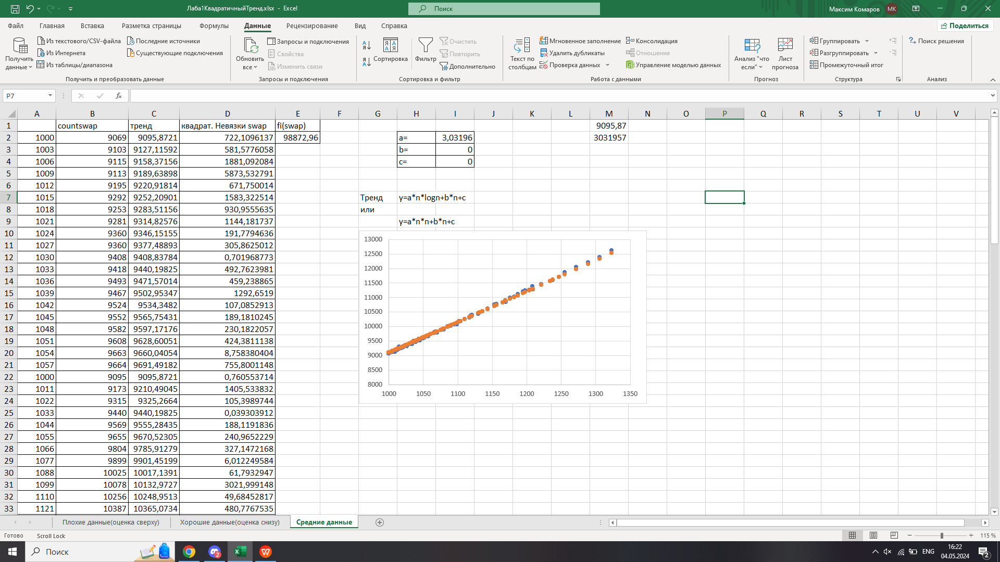 Лаба1КвадратичныйТренд.xlsx - Excel
Поиск
Максим Комаров МК
Файл Главная Вставка Разметка страницы Формулы Данные Рецензирование Вид Справка Поделиться
Получить данные
Из текстового/CSV-файла
Из Интернета
Из таблицы/диапазона
Последние источники
Существующие подключения
Получить и преобразовать данные
Обновить все
Запросы и подключения
Свойства
Изменить связи
Запросы и подключения
Сортировка
Фильтр
Очистить
Повторить
Дополнительно
Сортировка и фильтр
Текст по столбцам
Мгновенное заполнение
Удалить дубликаты
Проверка данных
Консолидация
Отношения
Управление моделью данных
Работа с данными
Анализ "что если"
Лист прогноза
Прогноз
Группировать
Разгруппировать
Промежуточный итог
Структура
Поиск решения
Анализ
P7 fx
A B C D E F G H I J K L M N O P Q R S T U V
1 countswap тренд квадрат. Невязки swap fi(swap) 9095,87
2 1000 9069 9095,8721 722,1096137 98872,96 a= 3,03196 3031957
3 1003 9103 9127,11592 581,5776058 b= 0
4 1006 9115 9158,37156 1881,092084 c= 0
5 1009 9113 9189,63898 5873,532791
6 1012 9195 9220,91814 671,750014
7 1015 9292 9252,20901 1583,322514 Тренд y=a*n*logn+b*n+c
8 1018 9253 9283,51156 930,9555635 или
9 1021 9281 9314,82576 1144,181737 y=a*n*n+b*n+c
10 1024 9360 9346,15155 191,7794636
11 1027 9360 9377,48893 305,8625012
12 1030 9408 9408,83784 0,701968773
13 1033 9418 9440,19825 492,7623981
14 1036 9493 9471,57014 459,238865
15 1039 9467 9502,95347 1292,6519
16 1042 9524 9534,3482 107,0852913
17 1045 9552 9565,75431 189,1810245
18 1048 9582 9597,17176 230,1822057
19 1051 9608 9628,60051 424,3811138
20 1054 9663 9660,04054 8,758380404
21 1057 9664 9691,49182 755,8001148
22 1000 9095 9095,8721 0,760553714
23 1011 9173 9210,49045 1405,533832
24 1022 9315 9325,2664 105,3989744
25 1033 9440 9440,19825 0,039303912
26 1044 9569 9555,28435 188,1191836
27 1055 9655 9670,52305 240,9652229
28 1066 9804 9785,91279 327,1472168
29 1077 9899 9901,45199 6,012249584
30 1088 10025 10017,1391 61,7932947
31 1099 10078 10132,9727 3021,999148
32 1110 10256 10248,9513 49,68452817
33 1121 10387 10365,0734 480,7767535
13000
12500
12000
11500
11000
10500
10000
9500
9000
8500
8000
1000 1050 1100 1150 1200 1250 1300 1350
Плохие данные(оценка сверху) Хорошие данные(оценка снизу) Средние данные
Готово Scroll Lock 115 %
Поиск
2
ENG
16:22
04.05.2024
2